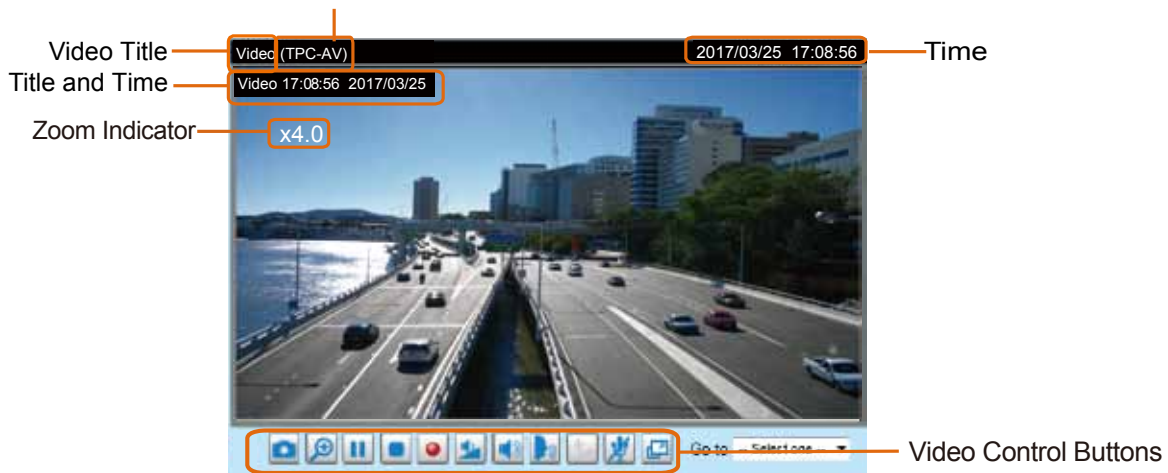 Video Title
Video (TPC-AV)
2017/03/25 17:08:56
Time
Title and Time
Video 17:08:56 2017/03/25
Zoom Indicator
x4.0
Go to
-- Select one --
Video Control Buttons